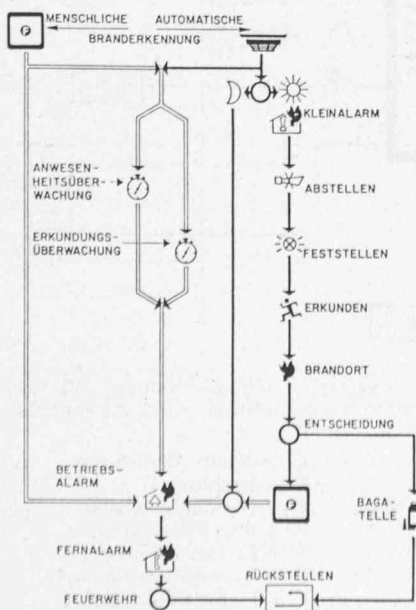 MENSCHLICHE
AUTOMATISCHE
BRANDERKENNUNG
KLEINALARM
ANWESEN-
HEITSÜBER-
WACHUNG
ABSTELLEN
ERKUNDUNGS-
ÜBERWACHUNG
FESTSTELLEN
ERKUNDEN
BRANDORT
ENTSCHEIDUNG
BETRIEBS-
ALARM
BAGA-
TELLE
FERNALARM
RÜCKSTELLEN
FEUERWEHR